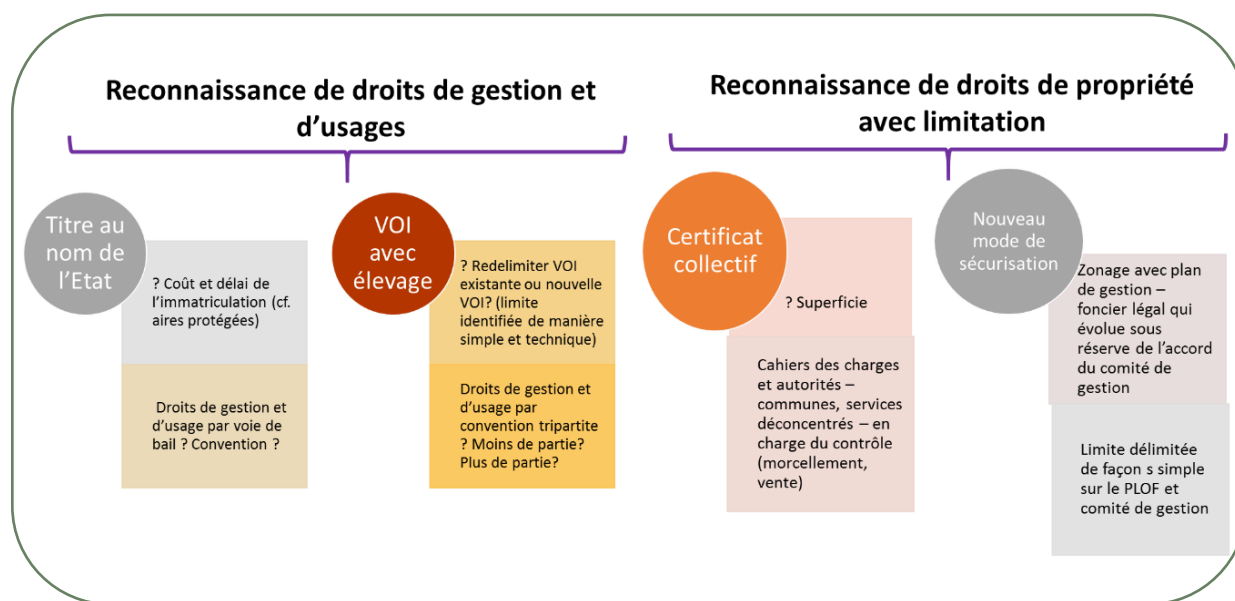 Reconnaissance de droits de gestion et
d'usages
Titre au
nom de
l'Etat
? Coût et délai de
l'immatriculation (cf.
aires protégées)
Droits de gestion et
d'usage par voie de
bail ? Convention ?
VOI
avec
élevage
? Redelimiter VOI
existante ou nouvelle
VOI? (limite
identifiée de manière
simple et technique)
Droits de gestion et
d'usage par
convention tripartite
? Moins de partie?
Plus de partie?
Reconnaissance de droits de propriété
avec limitation
Certificat
collectif
? Superficie
Cahiers des charges
et autorités –
communes, services
déconcentrés – en
charge du contrôle
(morcellement,
vente)
Nouveau
mode de
sécurisation
Zonage avec plan
de gestion –
foncier légal qui
évolue sous
réserve de l'accord
du comité de
gestion
Limite délimitée
de façon s simple
sur le PLOF et
comité de gestion